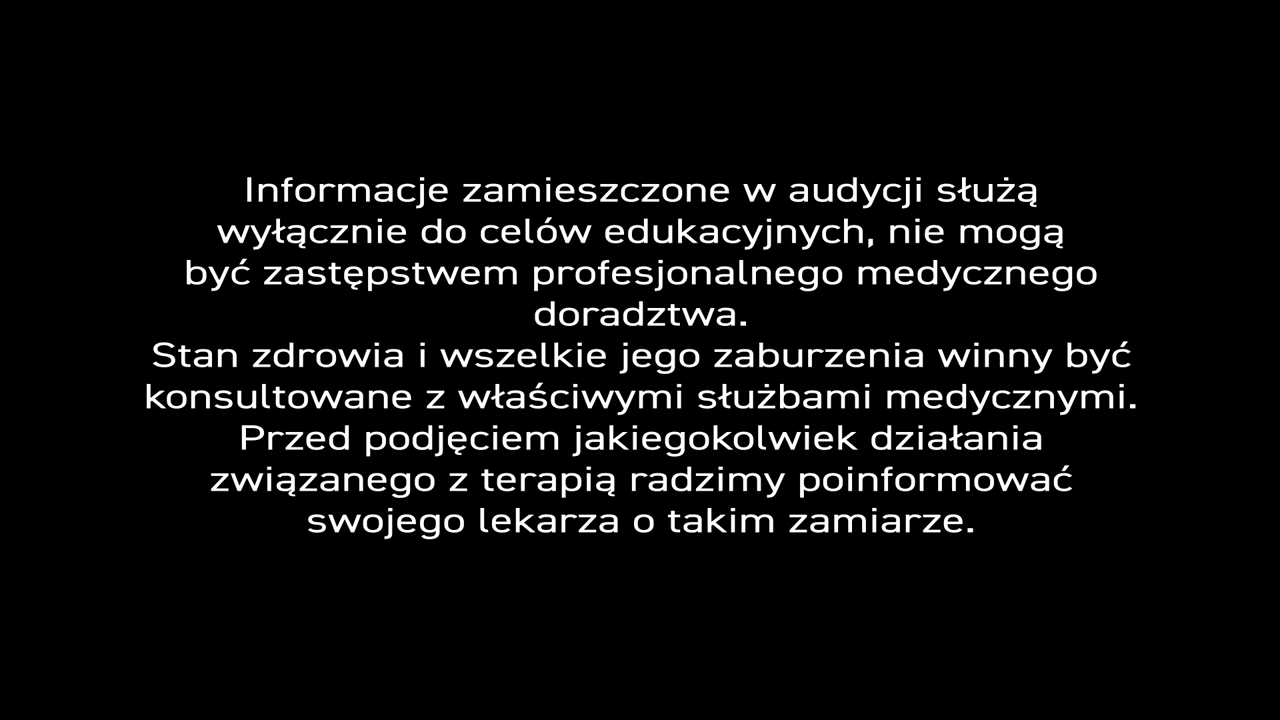 Informacje zamieszczone w audycji służą
wyłącznie do celów edukacyjnych, nie mogą
być zastępstwem profesjonalnego medycznego
doradztwa.
Stan zdrowia i wszelkie jego zaburzenia winny być
konsultowane z właściwymi służbami medycznymi.
Przed podjęciem jakiegokolwiek działania
związanego z terapią radzimy poinformować
swojego lekarza o takim zamiarze.